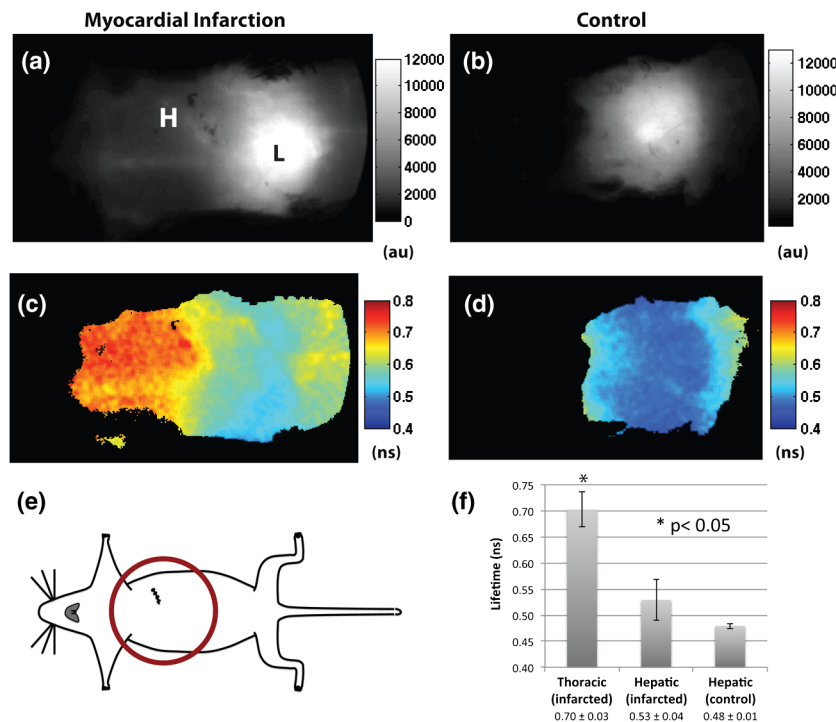 Myocardial Infarction
Control
(a)
H
L
12000
10000
8000
6000
4000
2000
0
(au)
(b)
12000
10000
8000
6000
4000
2000
(au)
(c)
0.8
0.7
0.6
0.5
0.4
(ns)
(d)
0.8
0.7
0.6
0.5
0.4
(ns)
(e)
(f)
Lifetime (ns)
0.75
0.70
0.65
0.60
0.55
0.50
0.45
0.40
*
* p< 0.05
Thoracic (infarcted)
0.70 ± 0.03
Hepatic (infarcted)
0.53 ± 0.04
Hepatic (control)
0.48 ± 0.01